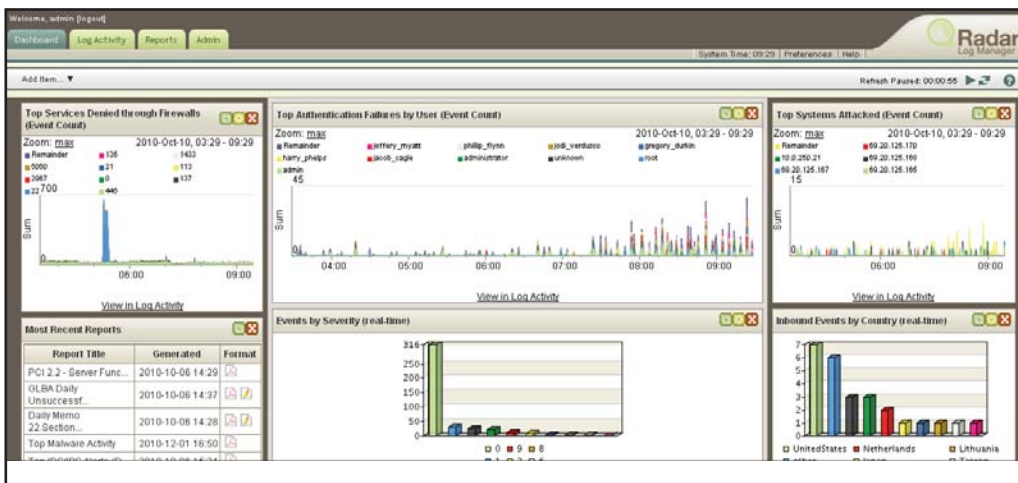 Welcome, admin [logout]
Dashboard Log Activity Reports Admin
System Time: 09:29 | Preferences | Help
Radar
Log Manager
Add Item... ▼
Refresh Paused: 00:00:55
Top Services Denied through Firewalls
(Event Count)
Zoom: max 2010-Oct-10, 03:29 - 09:29
Remainder 135 1433
5060 21 113
2967 0 137
22 445
700
Sum
0
06:00 09:00
View in Log Activity
Top Authentication Failures by User (Event Count)
Zoom: max 2010-Oct-10, 03:29 - 09:29
Remainder jeffery_myatt phillip_flynn jodi_verdusco gregory_durkin
harry_phelps jacob_cagle administrator unknown root
admin
45
Sum
0
04:00 05:00 06:00 07:00 08:00 09:00
View in Log Activity
Top Systems Attacked (Event Count)
Zoom: max 2010-Oct-10, 03:29 - 09:29
Remainder 69.20.125.170
10.0.250.21 69.20.125.160
69.20.125.167 69.20.125.165
15
Sum
0
06:00 09:00
View in Log Activity
Most Recent Reports
Report Title Generated Format
PCI 2.2 - Server Func... 2010-10-06 14:29
GLBA Daily
Unsuccessf... 2010-10-06 14:37
Daily Memo
22 Section... 2010-10-06 14:28
Top Malware Activity 2010-12-01 16:50
Events by Severity (real-time)
316
250
200
150
100
50
0
0 9 8
Inbound Events by Country (real-time)
7
6
5
4
3
2
1
0
UnitedStates Netherlands Lithuania
other Japan Taiwan